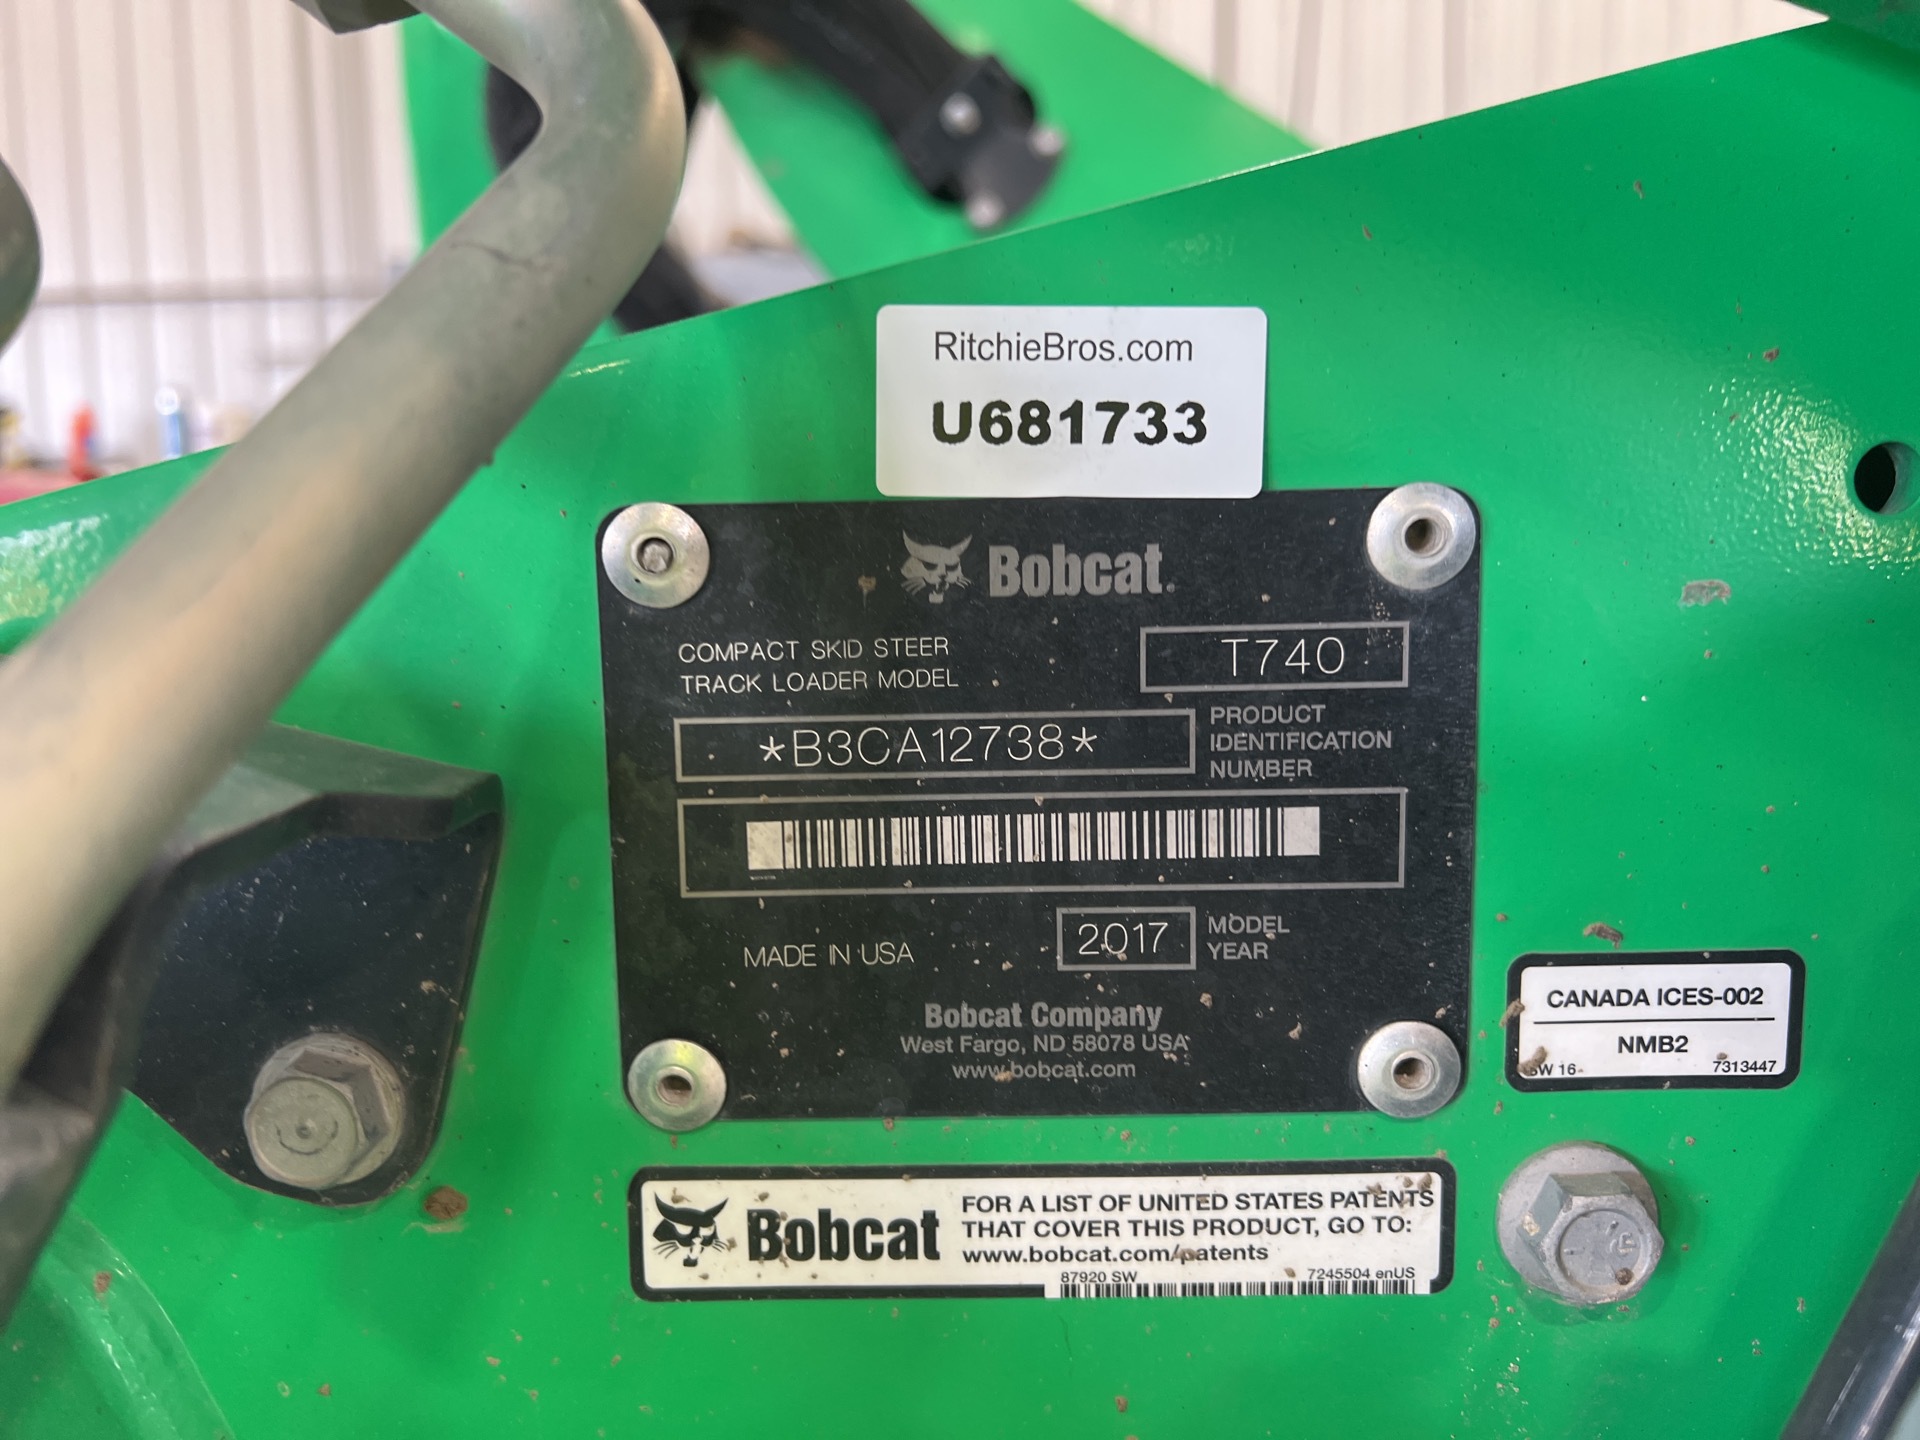 RitchieBros.com
U681733
Bobcat.
COMPACT SKID STEER
TRACK LOADER MODEL
T740
*B3CA12738*
PRODUCT
IDENTIFICATION
NUMBER
MADE IN USA
2017
MODEL
YEAR
Bobcat Company
West Fargo, ND 58078 USA
www.bobcat.com
CANADA ICES-002
NMB2
SW 16
7313447
Bobcat
FOR A LIST OF UNITED STATES PATENTS
THAT COVER THIS PRODUCT, GO TO:
www.bobcat.com/patents
87920 SW
7245504 enUS